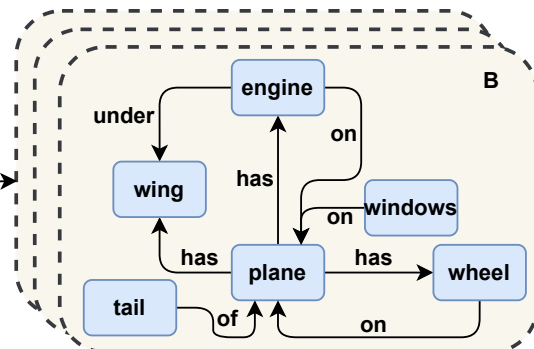 B
engine
under
on
has
wing
windows
on
has
plane
has
wheel
tail
of
on